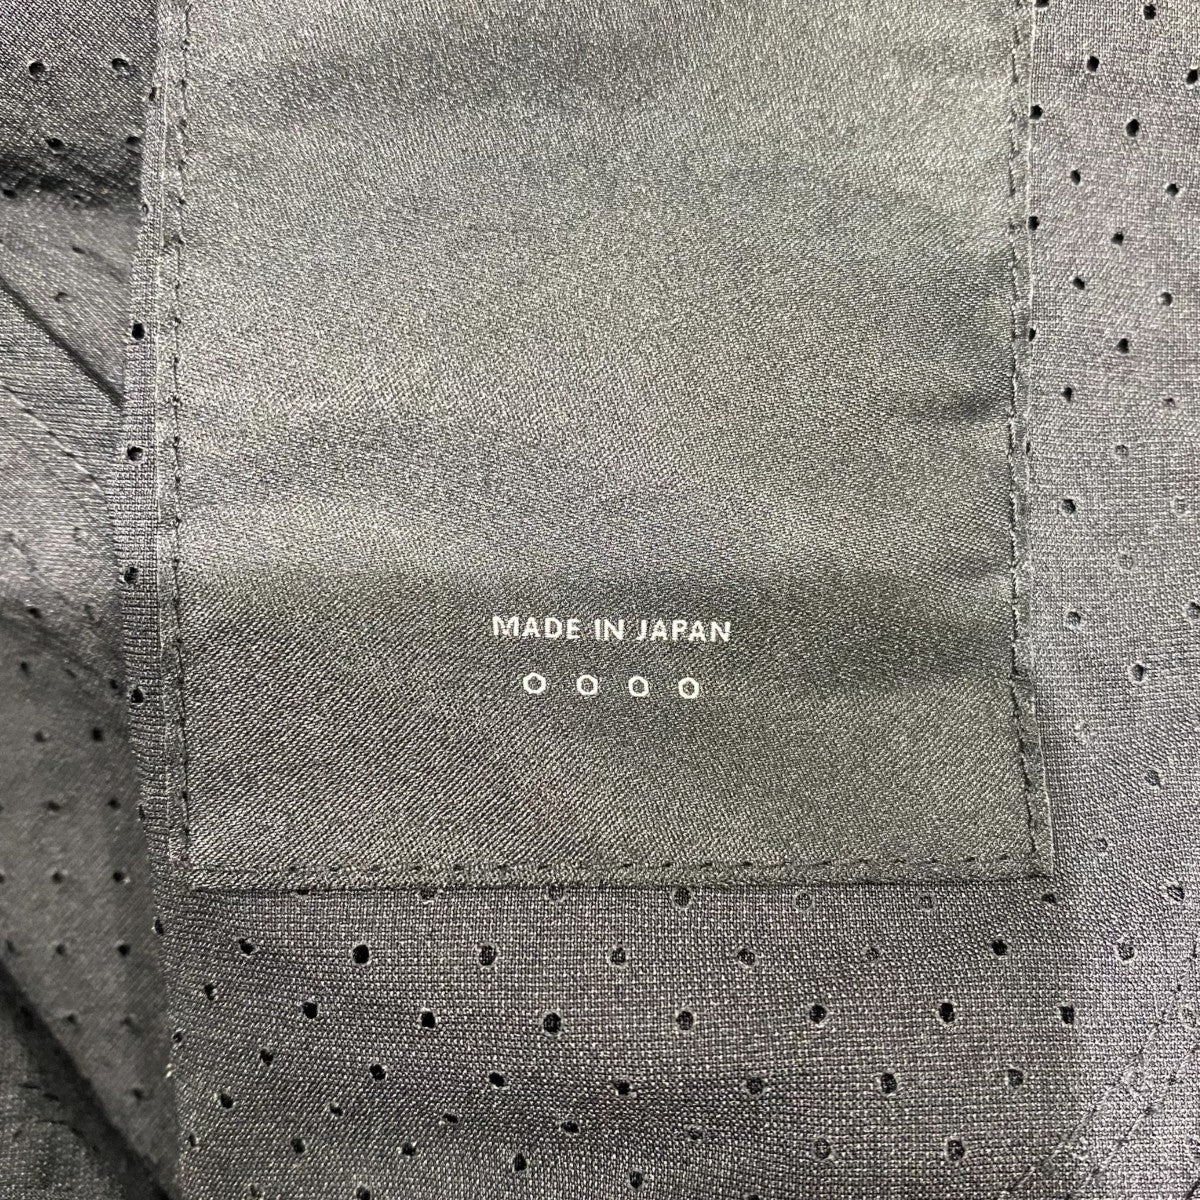 MADE IN JAPAN
○ ○ ○ ○